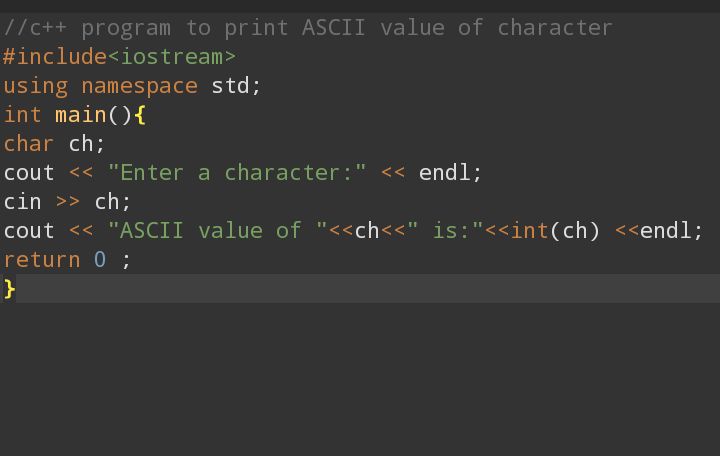 //c++ program to print ASCII value of character
#include<iostream>
using namespace std;
int main(){
char ch;
cout << "Enter a character:" << endl;
cin >> ch;
cout << "ASCII value of "<<ch<<" is:"<<int(ch) <<endl;
return 0 ;
}